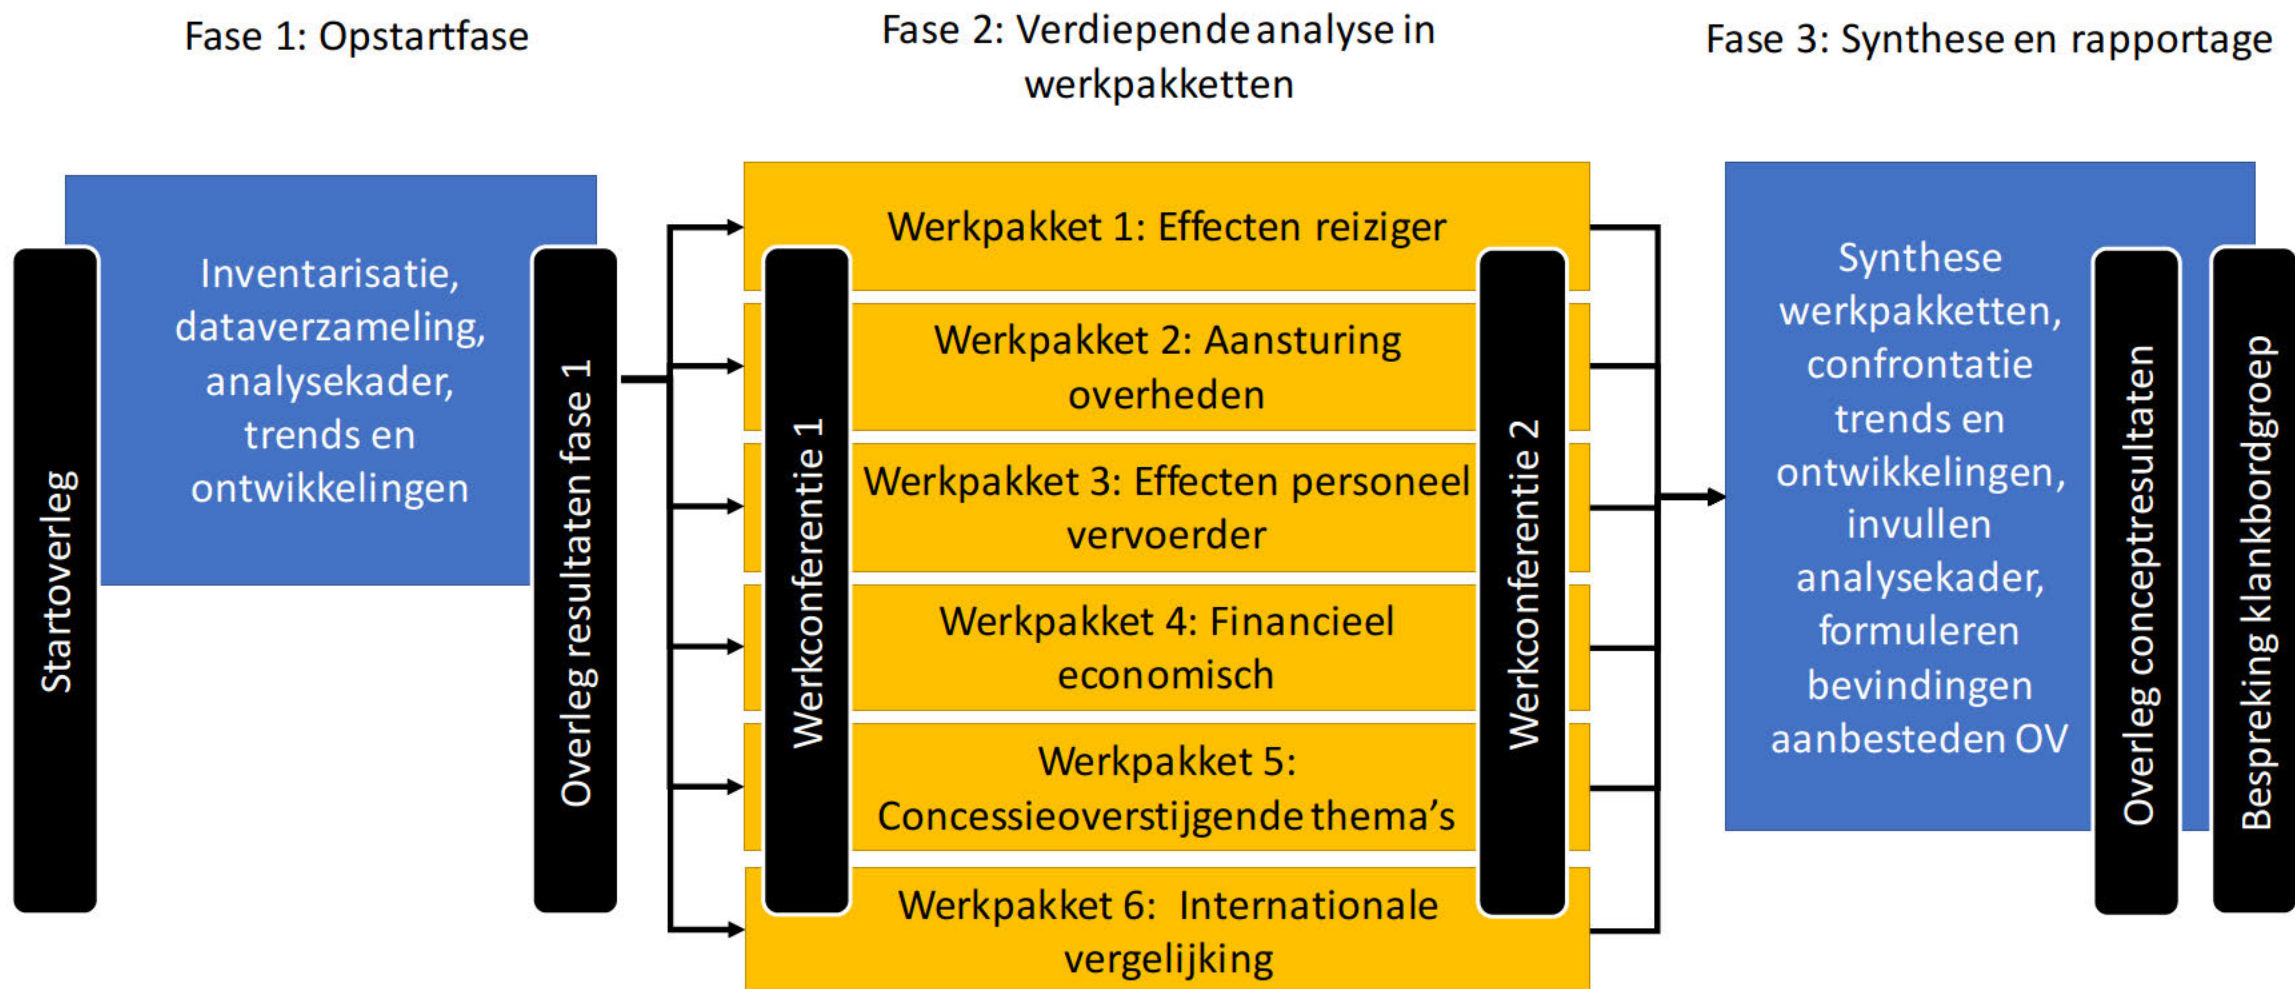 Fase 1: Opstartfase
Fase 2: Verdiepende analyse in
werkpakketten
Fase 3: Synthese en rapportage
Startoverleg
Inventarisatie,
dataverzameling,
analysekader,
trends en
ontwikkelingen
Overleg resultaten fase 1
Werkconferentie 1
Werkpakket 1: Effecten reiziger
Werkpakket 2: Aansturing
overheden
Werkpakket 3: Effecten personeel
vervoerder
Werkpakket 4: Financieel
economisch
Werkpakket 5:
Concessieoverstijgende thema's
Werkpakket 6: Internationale
vergelijking
Werkconferentie 2
Synthese
werkpakketten,
confrontatie
trends en
ontwikkelingen,
invullen
analysekader,
formuleren
bevindingen
aanbesteden OV
Overleg conceptresultaten
Bespreking klankbordgroep